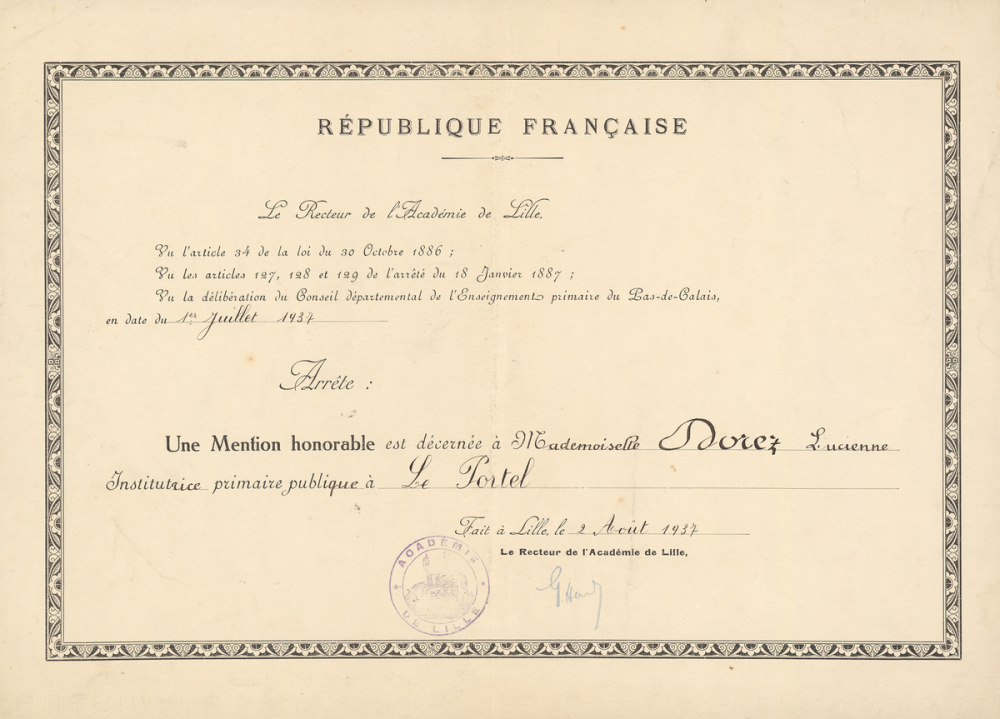 RÉPUBLIQUE FRANÇAISE
Le Recteur de l'Académie de Lille,
Vu l'article 34 de la loi du 30 Octobre 1886 ;
Vu les articles 127, 128 et 129 de l'arrêté du 18 Janvier 1887 ;
Vu la délibération du Conseil départemental de l'Enseignement primaire du Pas-de-Calais,
en date du 1er Juillet 1937
Arrête :
Une Mention honorable est décernée à Mademoiselle Dorez Lucienne
Institutrice primaire publique à Le Portel
Fait à Lille, le 2 Août 1937
Le Recteur de l'Académie de Lille,
ACADÉMIE DE LILLE